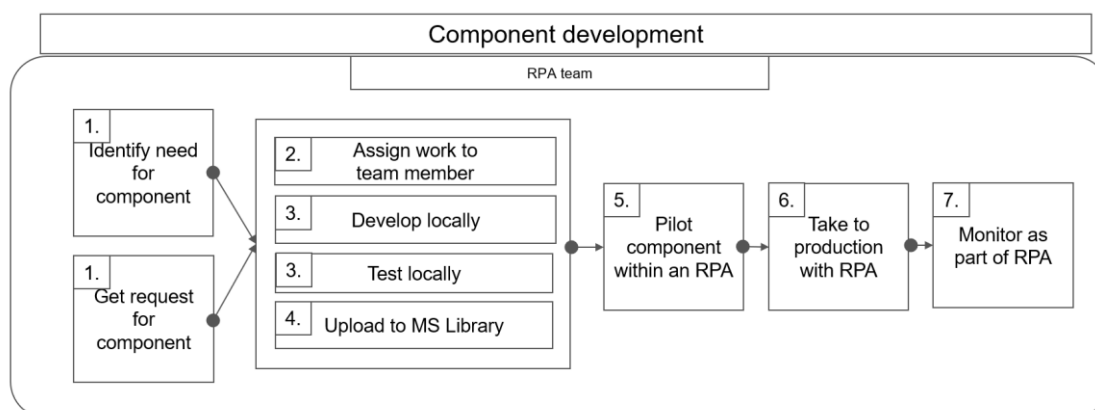 Component development
RPA team
1.
Identify need
for
component
1.
Get request
for
component
2.
Assign work to
team member
3.
Develop locally
3.
Test locally
4.
Upload to MS Library
5.
Pilot
component
within an RPA
6.
Take to
production
with RPA
7.
Monitor as
part of RPA